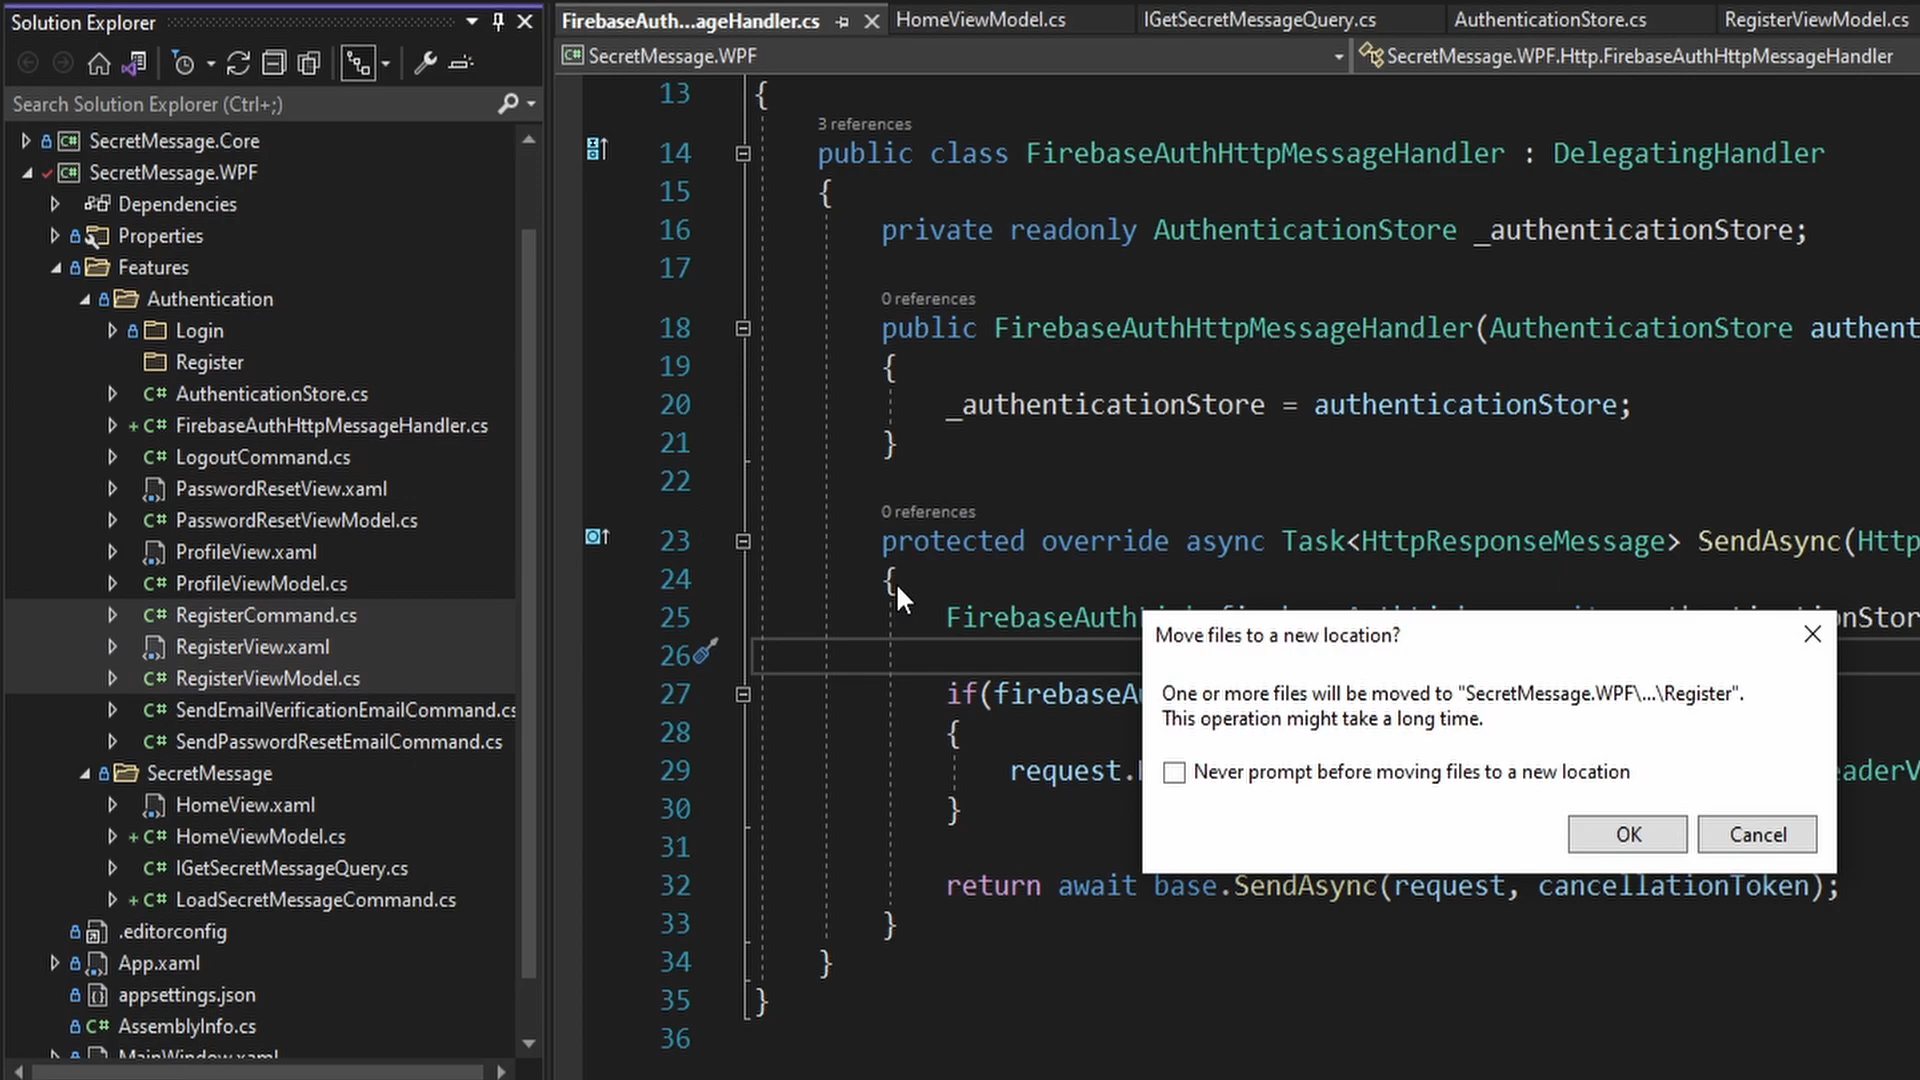 Solution Explorer
Search Solution Explorer (Ctrl+;)
SecretMessage.Core
SecretMessage.WPF
Dependencies
Properties
Features
Authentication
Login
Register
AuthenticationStore.cs
FirebaseAuthHttpMessageHandler.cs
LogoutCommand.cs
PasswordResetView.xaml
PasswordResetViewModel.cs
ProfileView.xaml
ProfileViewModel.cs
RegisterCommand.cs
RegisterView.xaml
RegisterViewModel.cs
SendEmailVerificationEmailCommand.cs
SendPasswordResetEmailCommand.cs
SecretMessage
HomeView.xaml
HomeViewModel.cs
IGetSecretMessageQuery.cs
LoadSecretMessageCommand.cs
.editorconfig
App.xaml
appsettings.json
AssemblyInfo.cs
MainWindow.xaml
FirebaseAuth...ageHandler.cs
HomeViewModel.cs
IGetSecretMessageQuery.cs
AuthenticationStore.cs
RegisterViewModel.cs
SecretMessage.WPF
SecretMessage.WPF.Http.FirebaseAuthHttpMessageHandler
13 {
3 references
14 public class FirebaseAuthHttpMessageHandler : DelegatingHandler
15 {
16 private readonly AuthenticationStore _authenticationStore;
17
0 references
18 public FirebaseAuthHttpMessageHandler(AuthenticationStore authent
19 {
20 _authenticationStore = authenticationStore;
21 }
22
0 references
23 protected override async Task<HttpResponseMessage> SendAsync(Http
24 {
25 FirebaseAuth
26
27 if(firebaseAu
28 {
29 request.
30 }
31
32 return await base.SendAsync(request, cancellationToken);
33 }
34 }
35 }
36
Move files to a new location?
One or more files will be moved to "SecretMessage.WPF\...\Register".
This operation might take a long time.
Never prompt before moving files to a new location
OK
Cancel